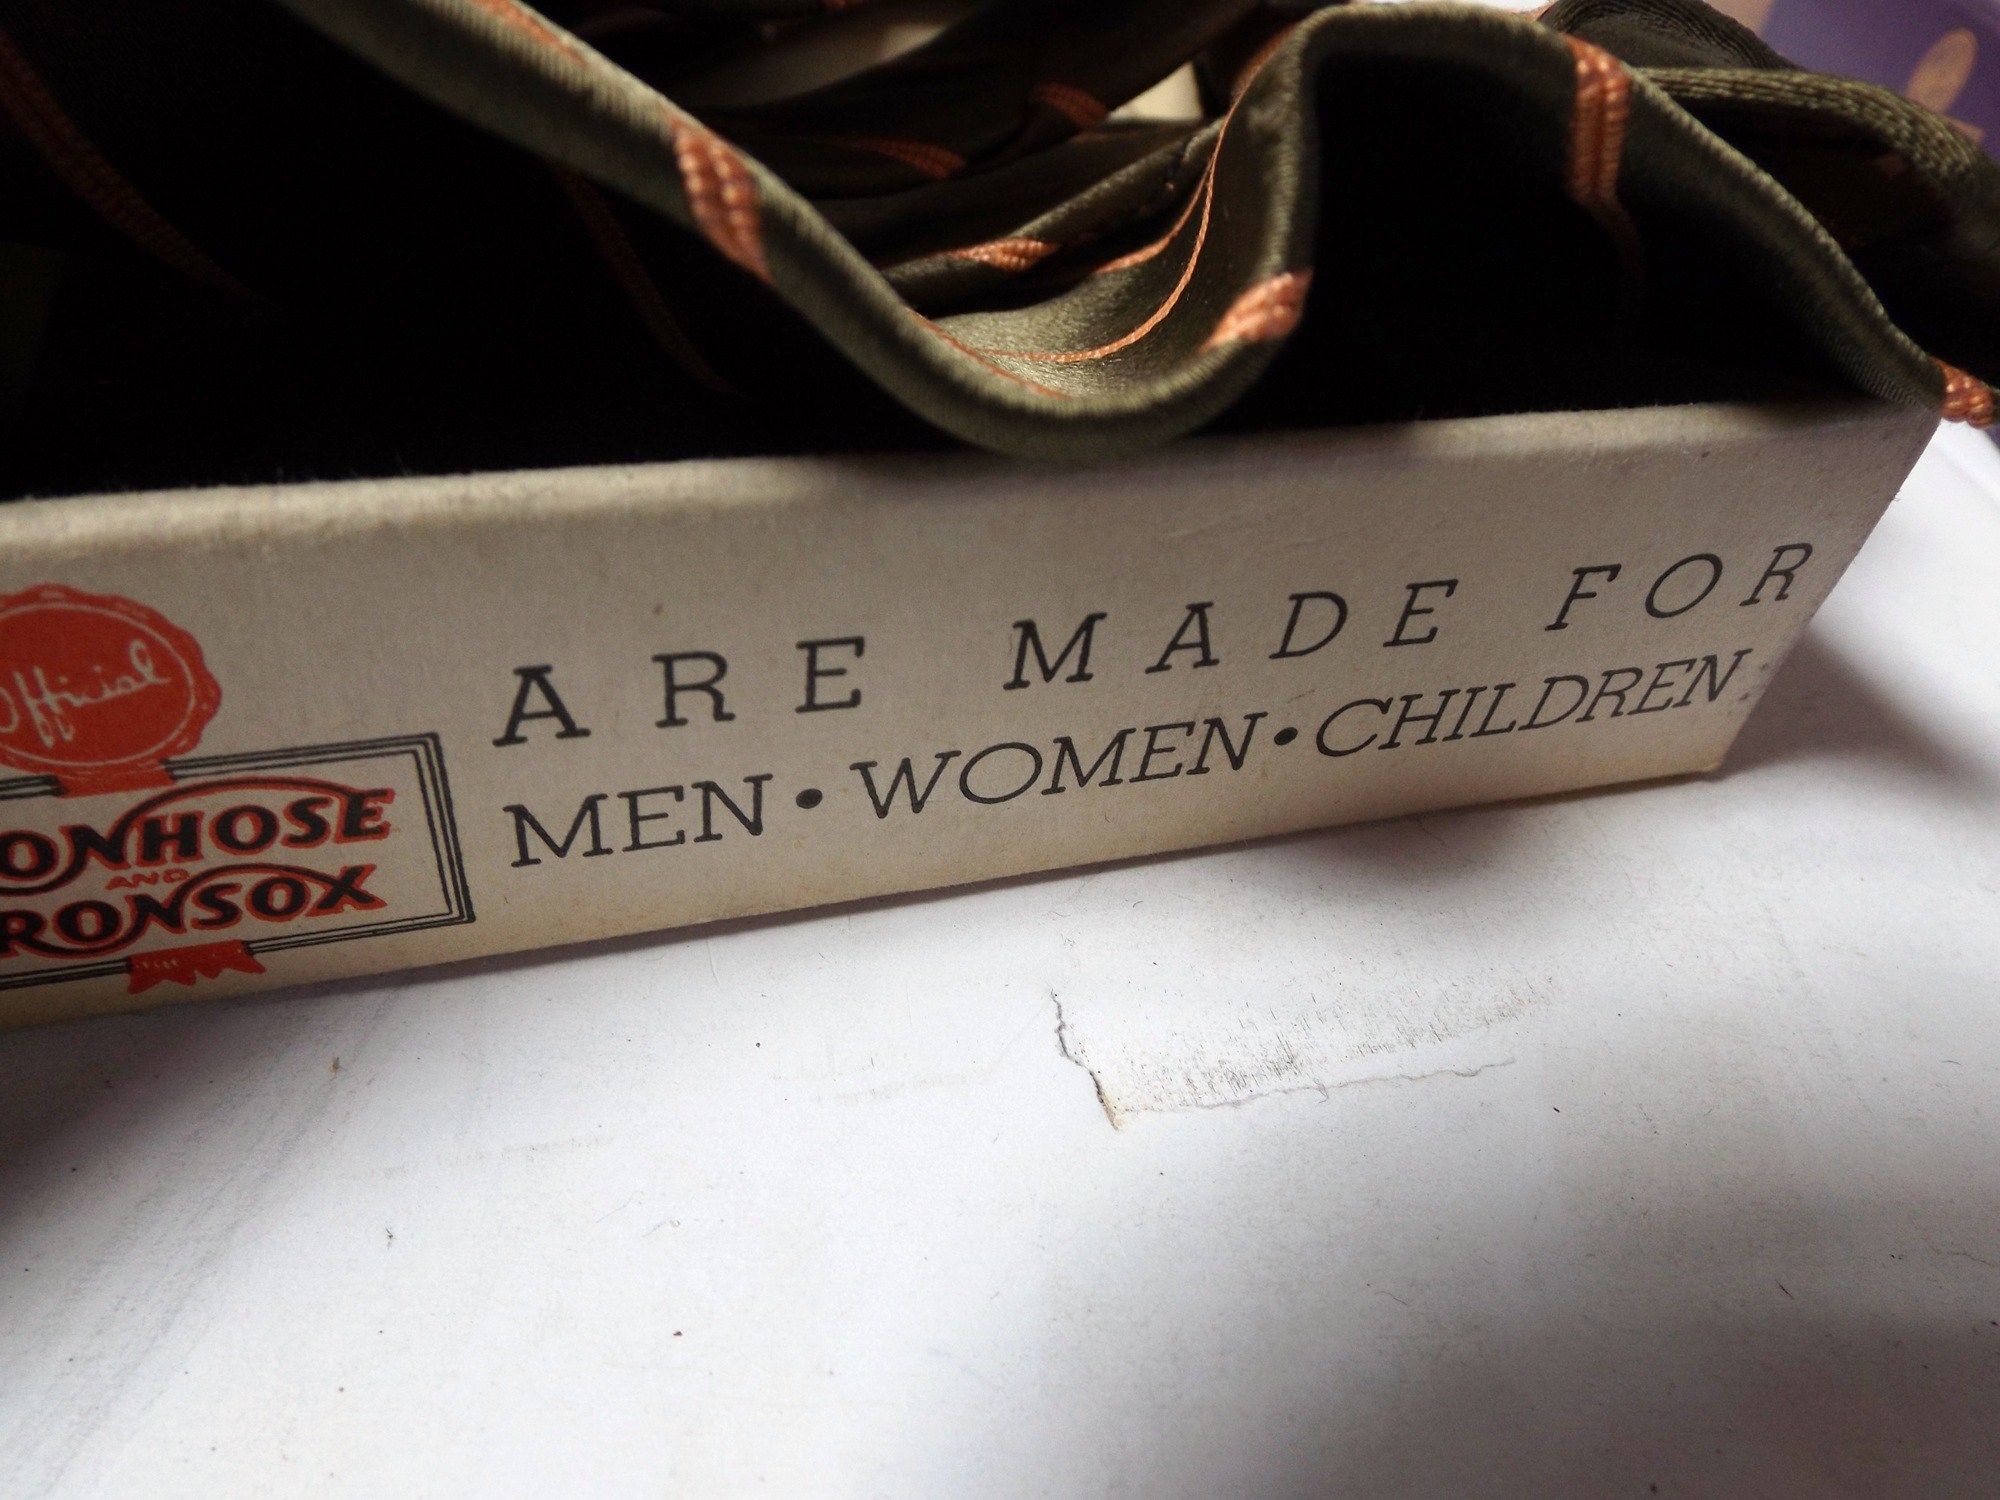 Official
ONHOSE
AND
RONSOX
ARE MADE FOR
MEN • WOMEN • CHILDREN